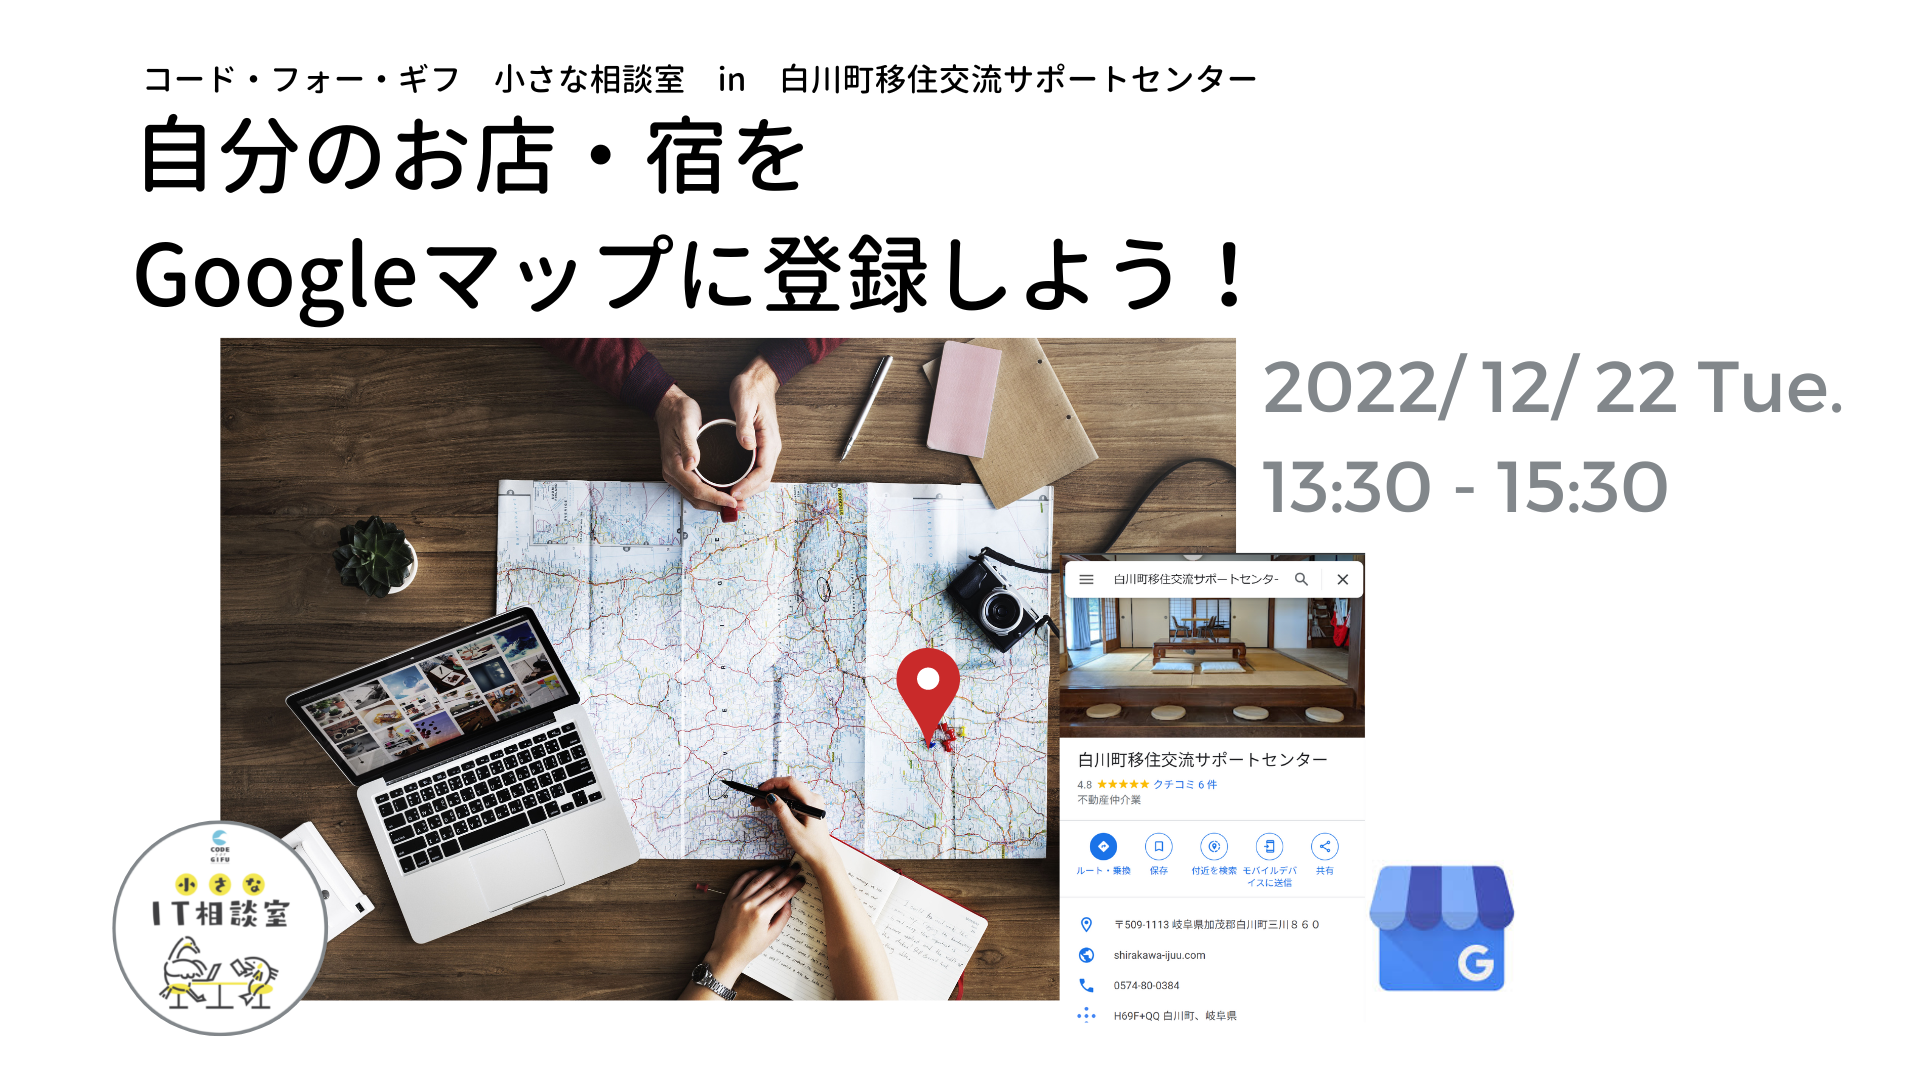 コード・フォー・ギフ　小さな相談室　in　白川町移住交流サポートセンター
自分のお店・宿を
Googleマップに登録しよう！
2022/ 12/ 22 Tue.
13:30 - 15:30
白川町移住交流サポートセンター
白川町移住交流サポートセンター
4.8 ★★★★★ クチコミ 6 件
不動産仲介業
ルート・乗換
保存
付近を検索
モバイルデバ
イスに送信
共有
〒509-1113 岐阜県加茂郡白川町三川８６０
shirakawa-ijuu.com
0574-80-0384
H69F+QQ 白川町、岐阜県
G
CODE
GIFU
小さな
IT相談室